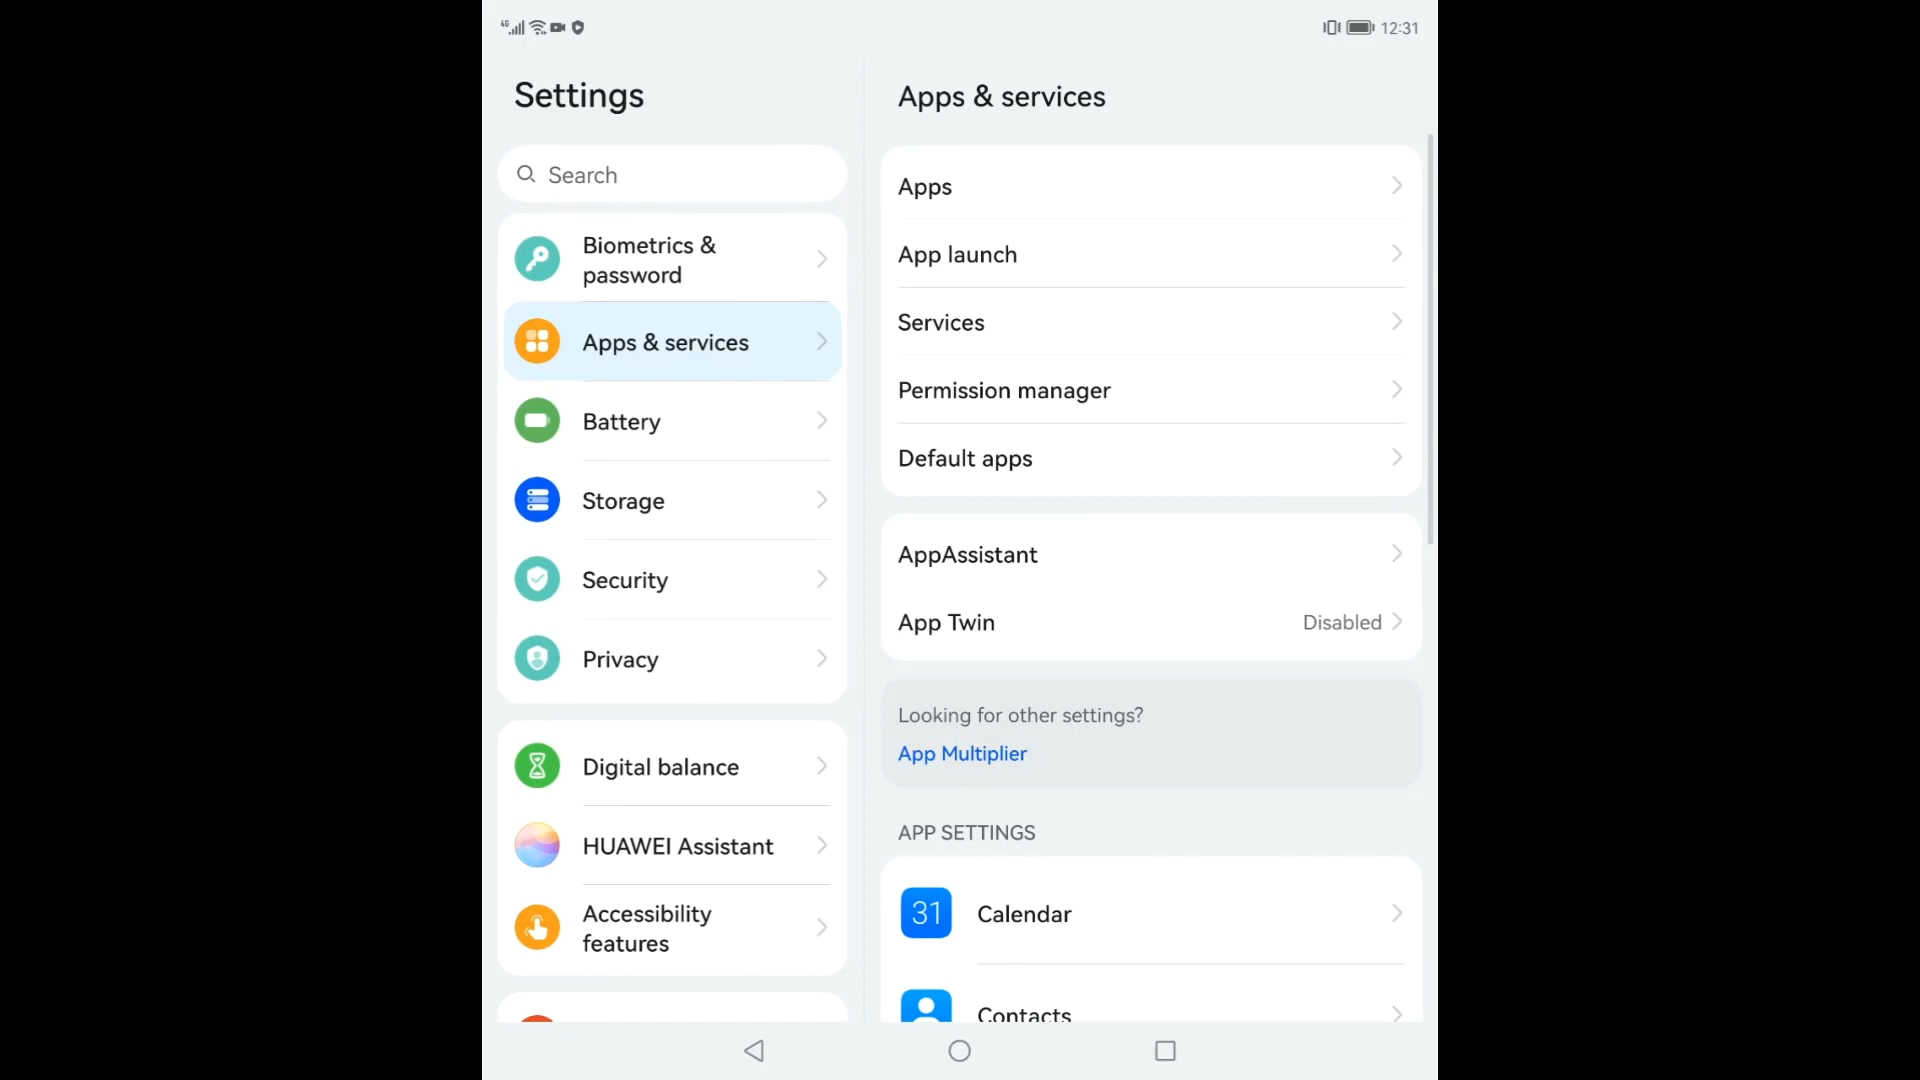 4G
12:31
Settings
Search
Biometrics &
password
Apps & services
Battery
Storage
Security
Privacy
Digital balance
HUAWEI Assistant
Accessibility
features
Apps & services
Apps
App launch
Services
Permission manager
Default apps
AppAssistant
App Twin
Disabled
Looking for other settings?
App Multiplier
APP SETTINGS
31
Calendar
Contacts